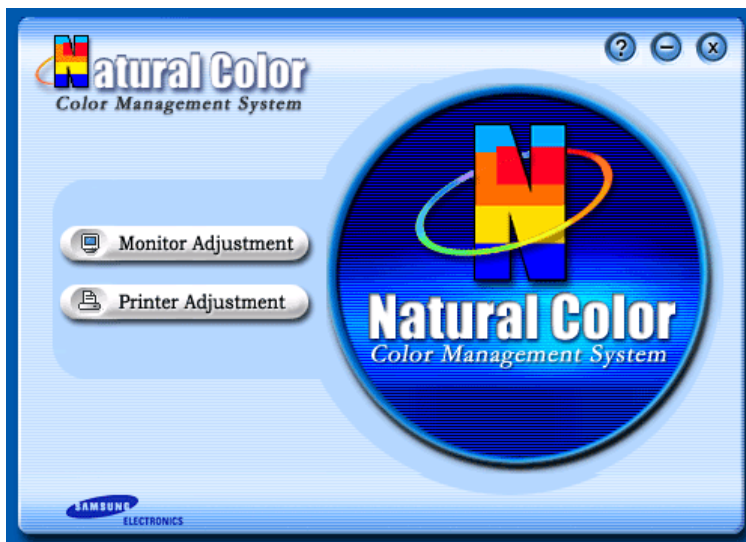 Natural Color
Color Management System
? − x
Monitor Adjustment
Printer Adjustment
N
Natural Color
Color Management System
SAMSUNG
ELECTRONICS